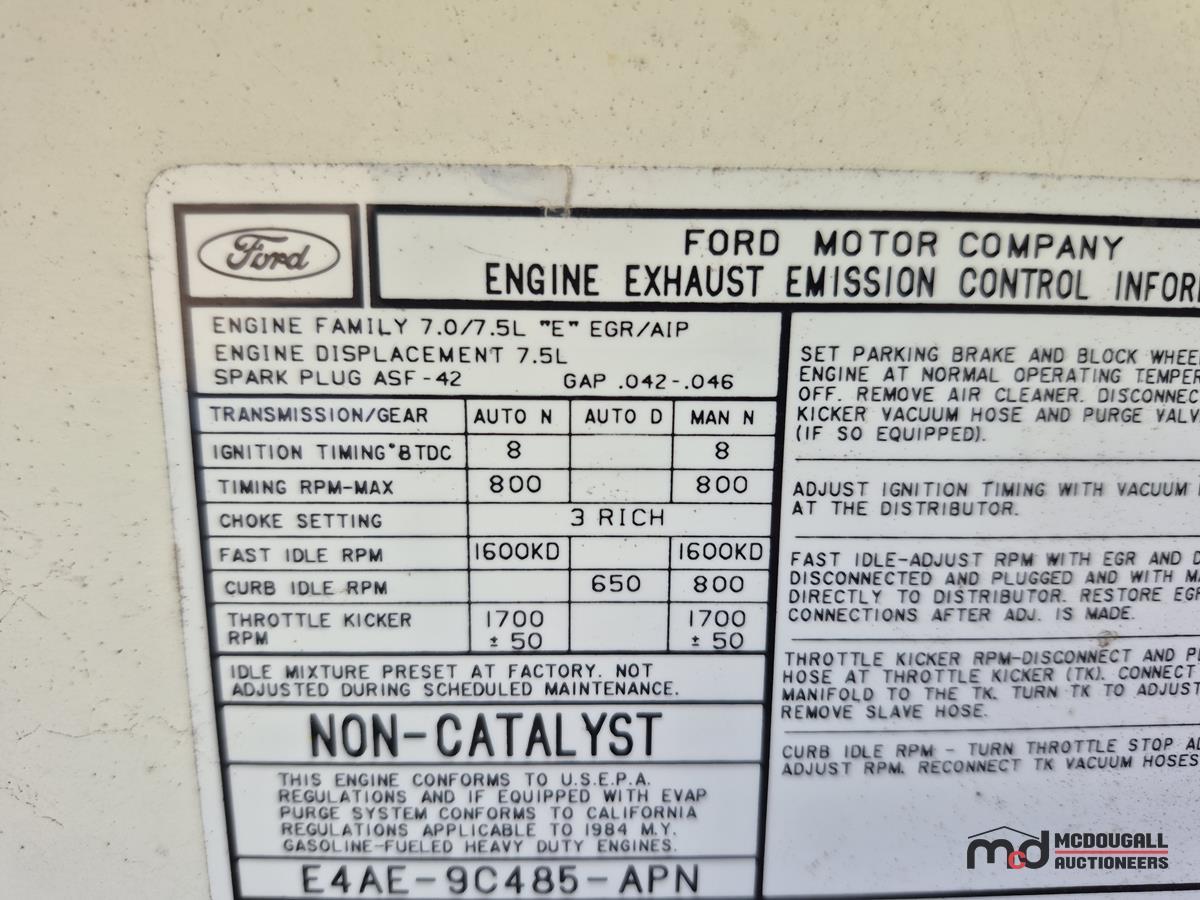 Ford
FORD MOTOR COMPANY
ENGINE EXHAUST EMISSION CONTROL
ENGINE FAMILY 7.0/7.5L "E" EGR/AIP
ENGINE DISPLACEMENT 7.5L
SPARK PLUG ASF-42 GAP .042-.046
TRANSMISSION/GEAR AUTO N AUTO D MAN N
IGNITION TIMING °BTDC 8 8
TIMING RPM-MAX 800 800
CHOKE SETTING 3 RICH
FAST IDLE RPM 1600KD 1600KD
CURB IDLE RPM 650 800
THROTTLE KICKER 1700 1700
RPM ± 50 ± 50
IDLE MIXTURE PRESET AT FACTORY. NOT
ADJUSTED DURING SCHEDULED MAINTENANCE.
NON-CATALYST
THIS ENGINE CONFORMS TO U.S.E.P.A.
REGULATIONS AND IF EQUIPPED WITH EVAP
PURGE SYSTEM CONFORMS TO CALIFORNIA
REGULATIONS APPLICABLE TO 1984 M.Y.
GASOLINE-FUELED HEAVY DUTY ENGINES.
E4AE-9C485-APN
SET PARKING BRAKE AND BLOCK
ENGINE AT NORMAL OPERATING
OFF. REMOVE AIR CLEANER.
KICKER VACUUM HOSE AND PURGE
(IF SO EQUIPPED).
ADJUST IGNITION TIMING WITH VACUUM
AT THE DISTRIBUTOR.
FAST IDLE-ADJUST RPM WITH EGR AND
DISCONNECTED AND PLUGGED AND WITH
DIRECTLY TO DISTRIBUTOR. RESTORE EGR
CONNECTIONS AFTER ADJ. IS MADE.
THROTTLE KICKER RPM-DISCONNECT AND
HOSE AT THROTTLE KICKER (TK). CONNECT
MANIFOLD TO THE TK. TURN TK TO ADJUST
REMOVE SLAVE HOSE.
CURB IDLE RPM - TURN THROTTLE STOP
ADJUST RPM. RECONNECT TK VACUUM HOSES
mcd MCDOUGALL
AUCTIONEERS